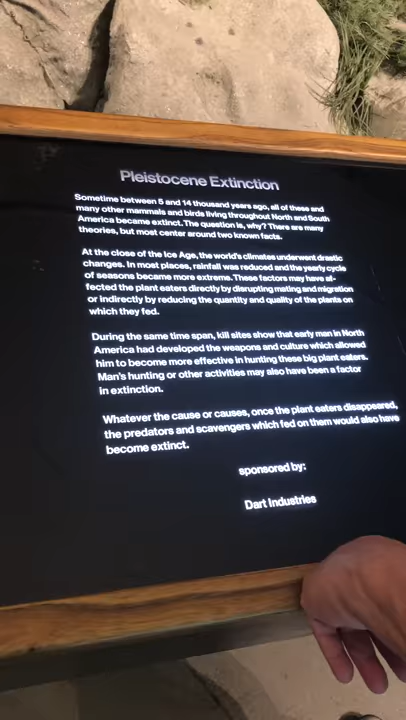 Pleistocene Extinction
Sometime between 5 and 14 thousand years ago, all of these and
many other mammals and birds living throughout North and South
America became extinct. The question is, why? There are many
theories, but most center around two known facts.
At the close of the Ice Age, the world's climates underwent drastic
changes. In most places, rainfall was reduced and the yearly cycle
of seasons became more extreme. These factors may have af-
fected the plant eaters directly by disrupting mating and migration
or indirectly by reducing the quantity and quality of the plants on
which they fed.
During the same time span, kill sites show that early man in North
America had developed the weapons and culture which allowed
him to become more effective in hunting these big plant eaters.
Man's hunting or other activities may also have been a factor
in extinction.
Whatever the cause or causes, once the plant eaters disappeared,
the predators and scavengers which fed on them would also have
become extinct.
sponsored by:
Dart Industries